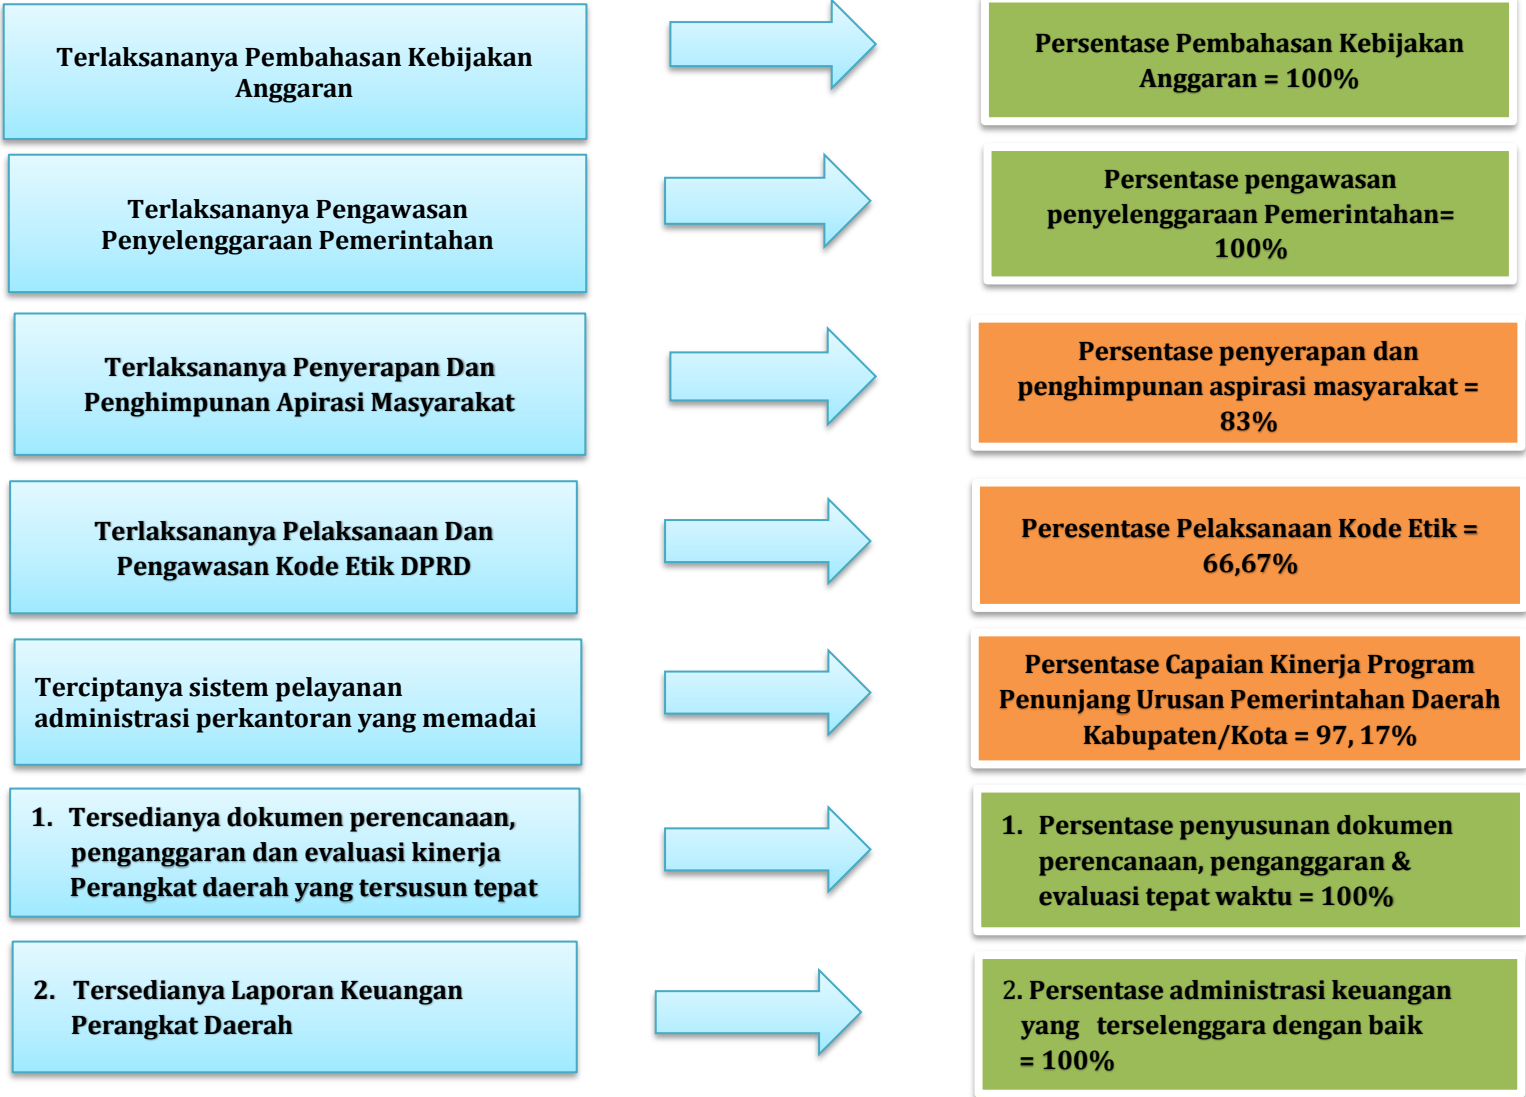 Terlaksananya Pembahasan Kebijakan
Anggaran
Persentase Pembahasan Kebijakan
Anggaran = 100%
Terlaksananya Pengawasan
Penyelenggaraan Pemerintahan
Persentase pengawasan
penyelenggaraan Pemerintahan=
100%
Terlaksananya Penyerapan Dan
Penghimpunan Apirasi Masyarakat
Persentase penyerapan dan
penghimpunan aspirasi masyarakat =
83%
Terlaksananya Pelaksanaan Dan
Pengawasan Kode Etik DPRD
Peresentase Pelaksanaan Kode Etik =
66,67%
Terciptanya sistem pelayanan
administrasi perkantoran yang memadai
Persentase Capaian Kinerja Program
Penunjang Urusan Pemerintahan Daerah
Kabupaten/Kota = 97, 17%
1. Tersedianya dokumen perencanaan,
penganggaran dan evaluasi kinerja
Perangkat daerah yang tersusun tepat
1. Persentase penyusunan dokumen
perencanaan, penganggaran &
evaluasi tepat waktu = 100%
2. Tersedianya Laporan Keuangan
Perangkat Daerah
2. Persentase administrasi keuangan
yang terselenggara dengan baik
= 100%